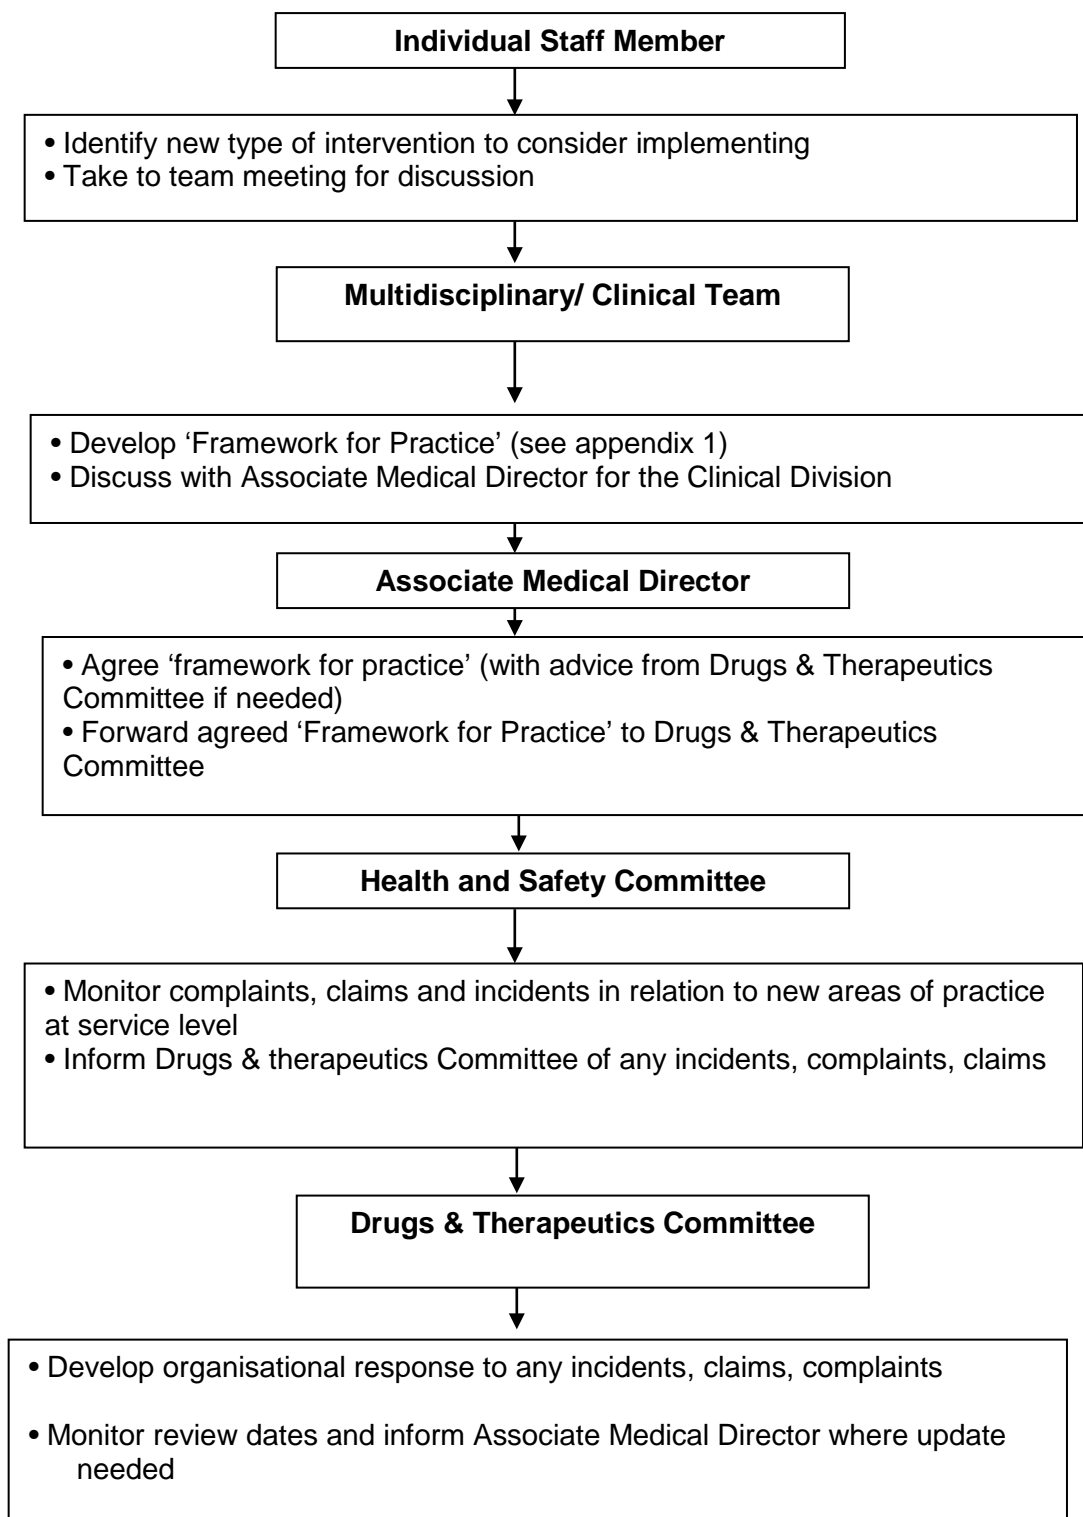 Individual Staff Member
• Identify new type of intervention to consider implementing
• Take to team meeting for discussion
Multidisciplinary/ Clinical Team
• Develop ‘Framework for Practice’ (see appendix 1)
• Discuss with Associate Medical Director for the Clinical Division
Associate Medical Director
• Agree ‘framework for practice’ (with advice from Drugs & Therapeutics
Committee if needed)
• Forward agreed ‘Framework for Practice’ to Drugs & Therapeutics
Committee
Health and Safety Committee
• Monitor complaints, claims and incidents in relation to new areas of practice
at service level
• Inform Drugs & therapeutics Committee of any incidents, complaints, claims
Drugs & Therapeutics Committee
• Develop organisational response to any incidents, claims, complaints
• Monitor review dates and inform Associate Medical Director where update
needed